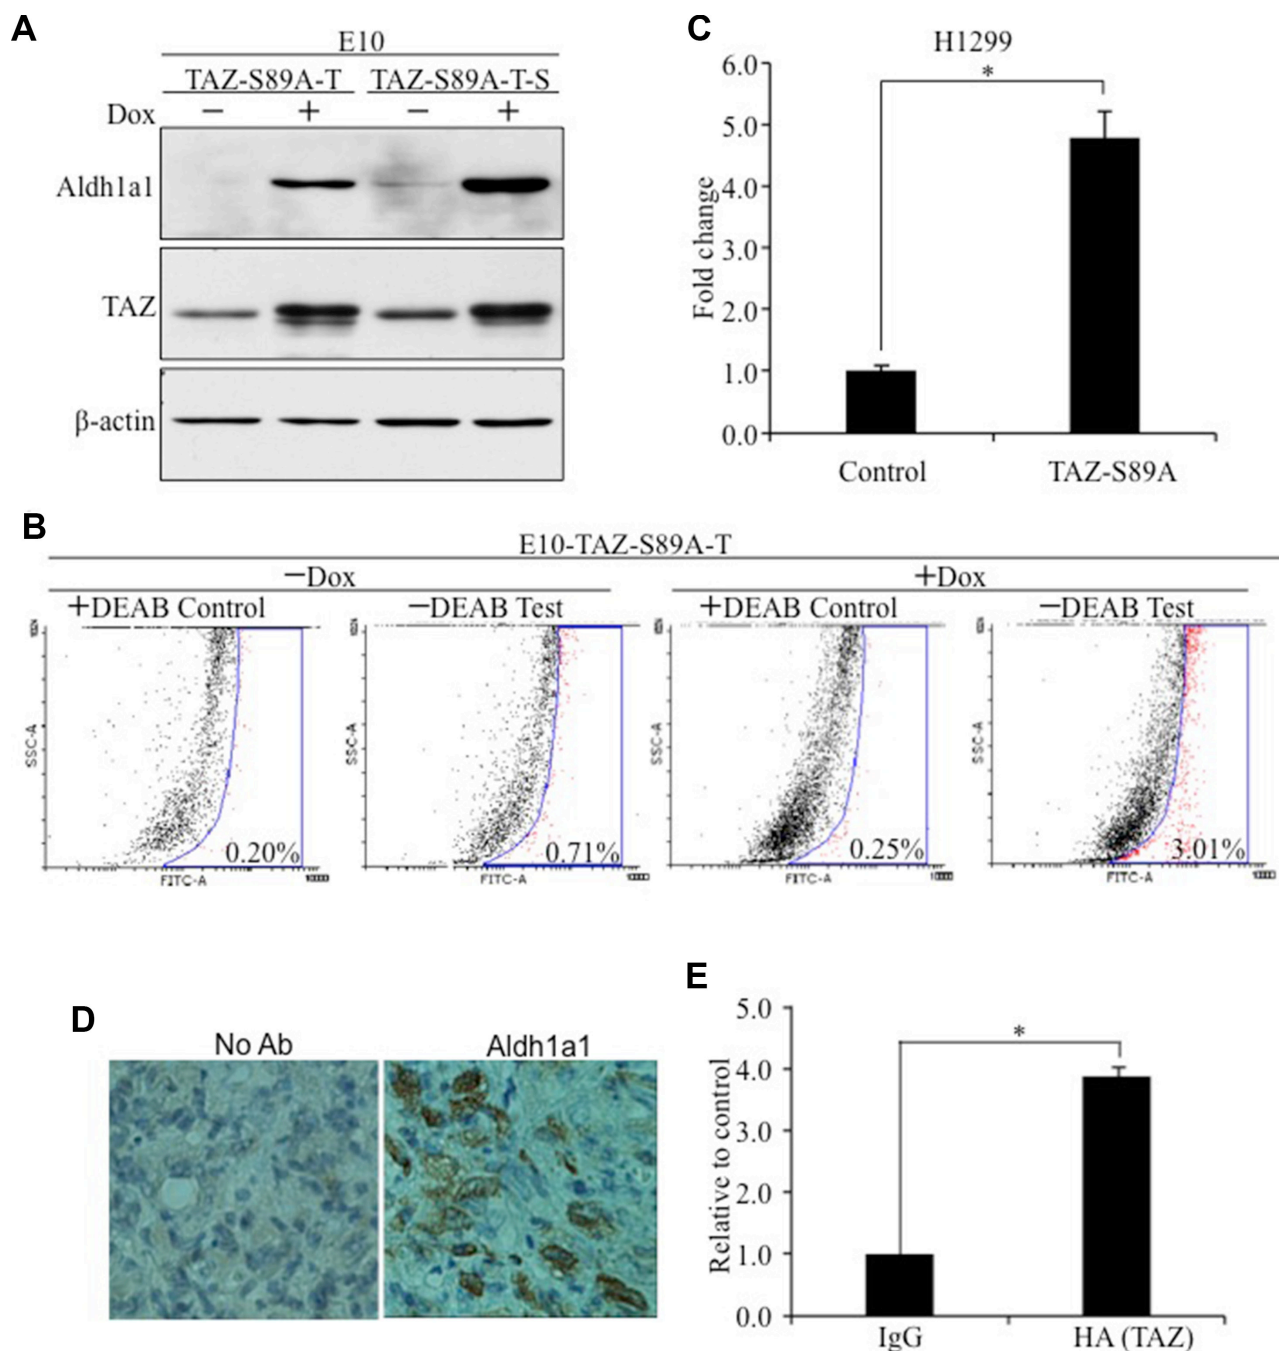 A
E10
TAZ-S89A-T TAZ-S89A-T-S
Dox − + − +
Aldh1a1
TAZ
β-actin
C
H1299
*
6.0
5.0
4.0
3.0
2.0
1.0
0.0
Fold change
Control TAZ-S89A
B
E10-TAZ-S89A-T
−Dox +Dox
+DEAB Control −DEAB Test +DEAB Control −DEAB Test
SSC-A SSC-A SSC-A SSC-A
0.20% 0.71% 0.25% 3.01%
FITC-A FITC-A FITC-A FITC-A
D
No Ab Aldh1a1
E
*
5.0
4.0
3.0
2.0
1.0
0.0
Relative to control
IgG HA (TAZ)